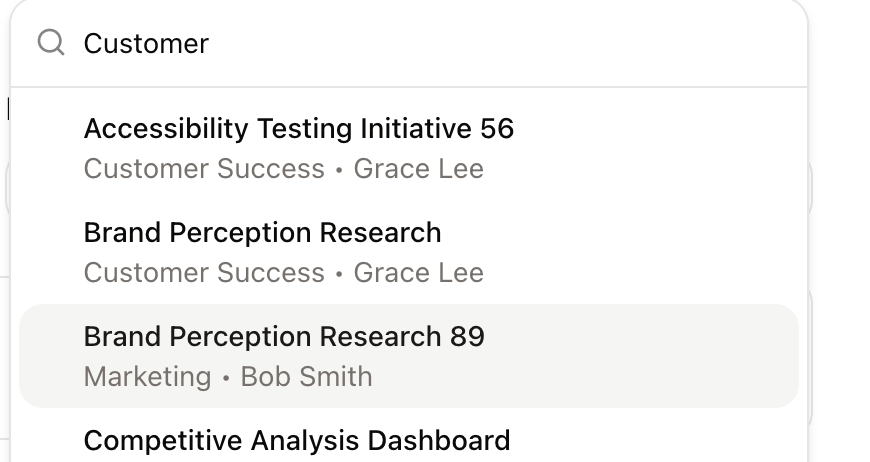 Customer
Accessibility Testing Initiative 56
Customer Success • Grace Lee
Brand Perception Research
Customer Success • Grace Lee
Brand Perception Research 89
Marketing • Bob Smith
Competitive Analysis Dashboard